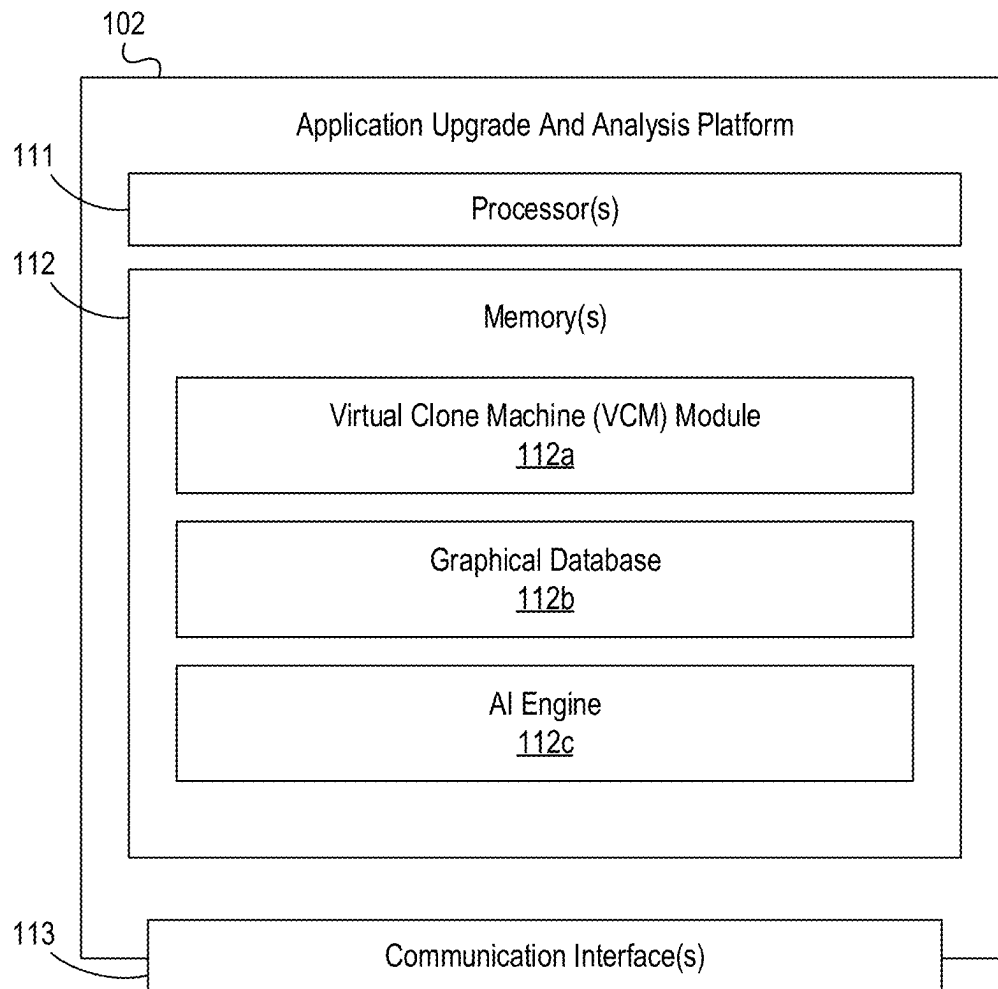 102
Application Upgrade And Analysis Platform
111
Processor(s)
112
Memory(s)
Virtual Clone Machine (VCM) Module
112a
Graphical Database
112b
AI Engine
112c
113
Communication Interface(s)